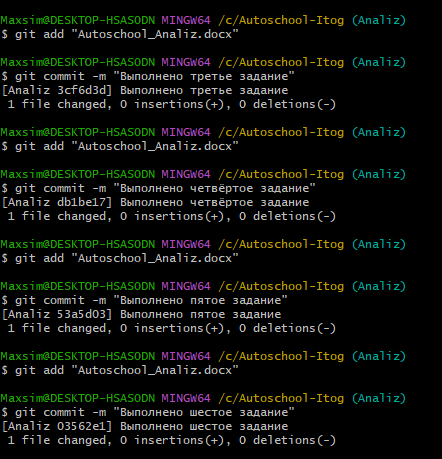 Maxsim@DESKTOP-HSASODN MINGW64 /c/Autoschool-Itog (Analiz)
$ git add "Autoschool_Analiz.docx"
Maxsim@DESKTOP-HSASODN MINGW64 /c/Autoschool-Itog (Analiz)
$ git commit -m "Выполнено третье задание"
[Analiz 3cf6d3d] Выполнено третье задание
1 file changed, 0 insertions(+), 0 deletions(-)
Maxsim@DESKTOP-HSASODN MINGW64 /c/Autoschool-Itog (Analiz)
$ git add "Autoschool_Analiz.docx"
Maxsim@DESKTOP-HSASODN MINGW64 /c/Autoschool-Itog (Analiz)
$ git commit -m "Выполнено четвёртое задание"
[Analiz db1be17] Выполнено четвёртое задание
1 file changed, 0 insertions(+), 0 deletions(-)
Maxsim@DESKTOP-HSASODN MINGW64 /c/Autoschool-Itog (Analiz)
$ git add "Autoschool_Analiz.docx"
Maxsim@DESKTOP-HSASODN MINGW64 /c/Autoschool-Itog (Analiz)
$ git commit -m "Выполнено пятое задание"
[Analiz 53a5d03] Выполнено пятое задание
1 file changed, 0 insertions(+), 0 deletions(-)
Maxsim@DESKTOP-HSASODN MINGW64 /c/Autoschool-Itog (Analiz)
$ git add "Autoschool_Analiz.docx"
Maxsim@DESKTOP-HSASODN MINGW64 /c/Autoschool-Itog (Analiz)
$ git commit -m "Выполнено шестое задание"
[Analiz 03562e1] Выполнено шестое задание
1 file changed, 0 insertions(+), 0 deletions(-)